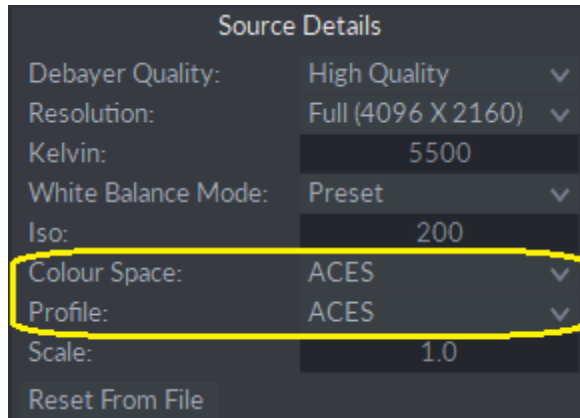 Source Details
Debayer Quality: High Quality
Resolution: Full (4096 X 2160)
Kelvin: 5500
White Balance Mode: Preset
Iso: 200
Colour Space: ACES
Profile: ACES
Scale: 1.0
Reset From File